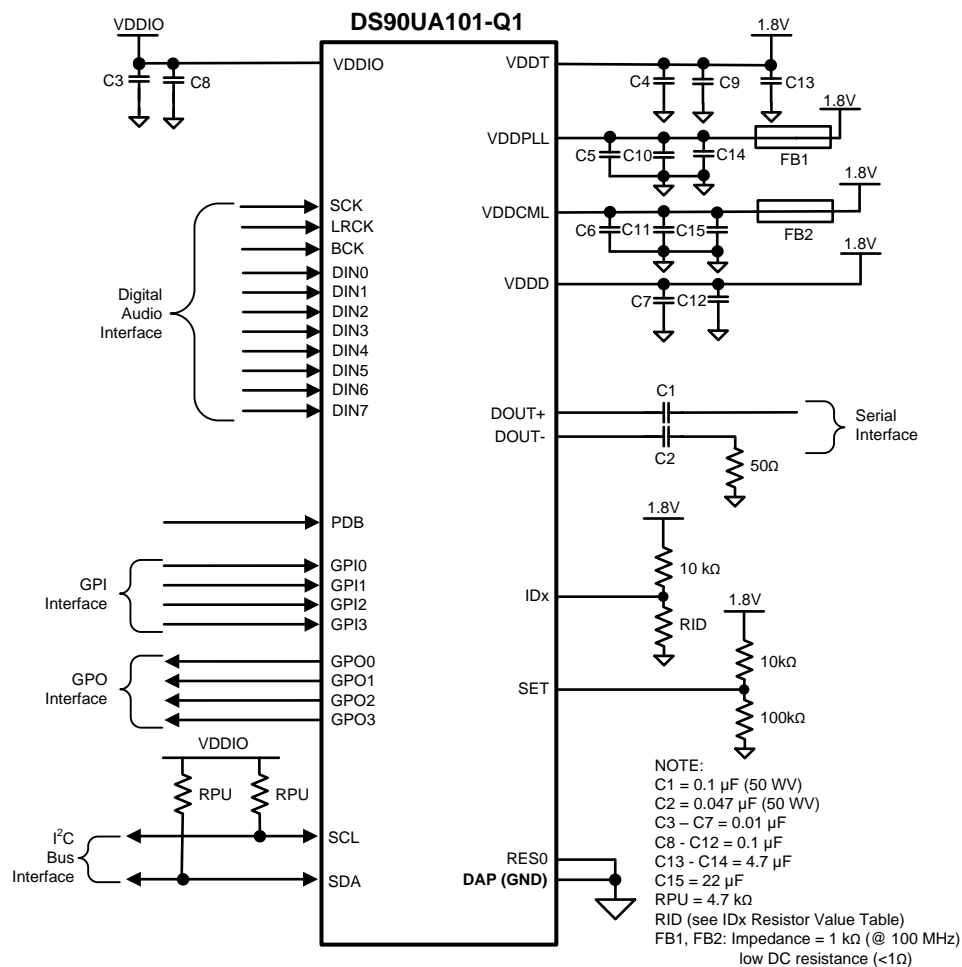 DS90UA101-Q1
VDDIO
C3
C8
VDDIO
Digital
Audio
Interface
SCK
LRCK
BCK
DIN0
DIN1
DIN2
DIN3
DIN4
DIN5
DIN6
DIN7
PDB
GPI
Interface
GPI0
GPI1
GPI2
GPI3
GPO
Interface
GPO0
GPO1
GPO2
GPO3
VDDIO
RPU
RPU
I2C
Bus
Interface
SCL
SDA
VDDT
C4
C9
C13
1.8V
VDDPLL
C5
C10
C14
FB1
1.8V
VDDCML
C6
C11
C15
FB2
1.8V
VDDD
C7
C12
1.8V
DOUT+
DOUT-
C1
C2
50Ω
Serial
Interface
1.8V
10 kΩ
IDx
RID
1.8V
10kΩ
SET
100kΩ
RES0
DAP (GND)
NOTE:
C1 = 0.1 µF (50 WV)
C2 = 0.047 µF (50 WV)
C3 – C7 = 0.01 µF
C8 - C12 = 0.1 µF
C13 - C14 = 4.7 µF
C15 = 22 µF
RPU = 4.7 kΩ
RID (see IDx Resistor Value Table)
FB1, FB2: Impedance = 1 kΩ (@ 100 MHz)
low DC resistance (<1Ω)